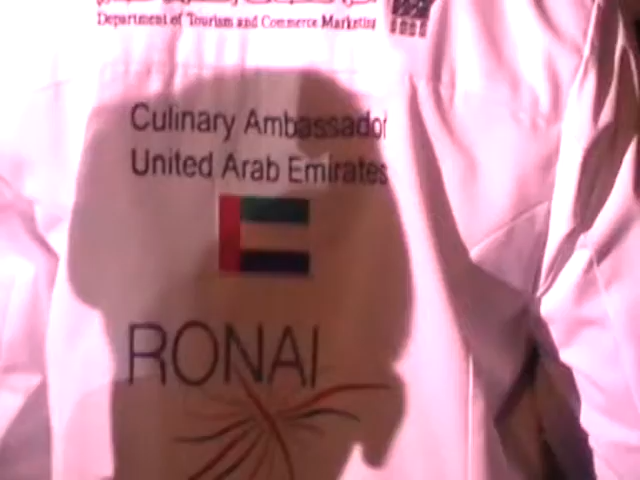 Department of Tourism and Commerce Marketing
Culinary Ambassador
United Arab Emirates
RONAI